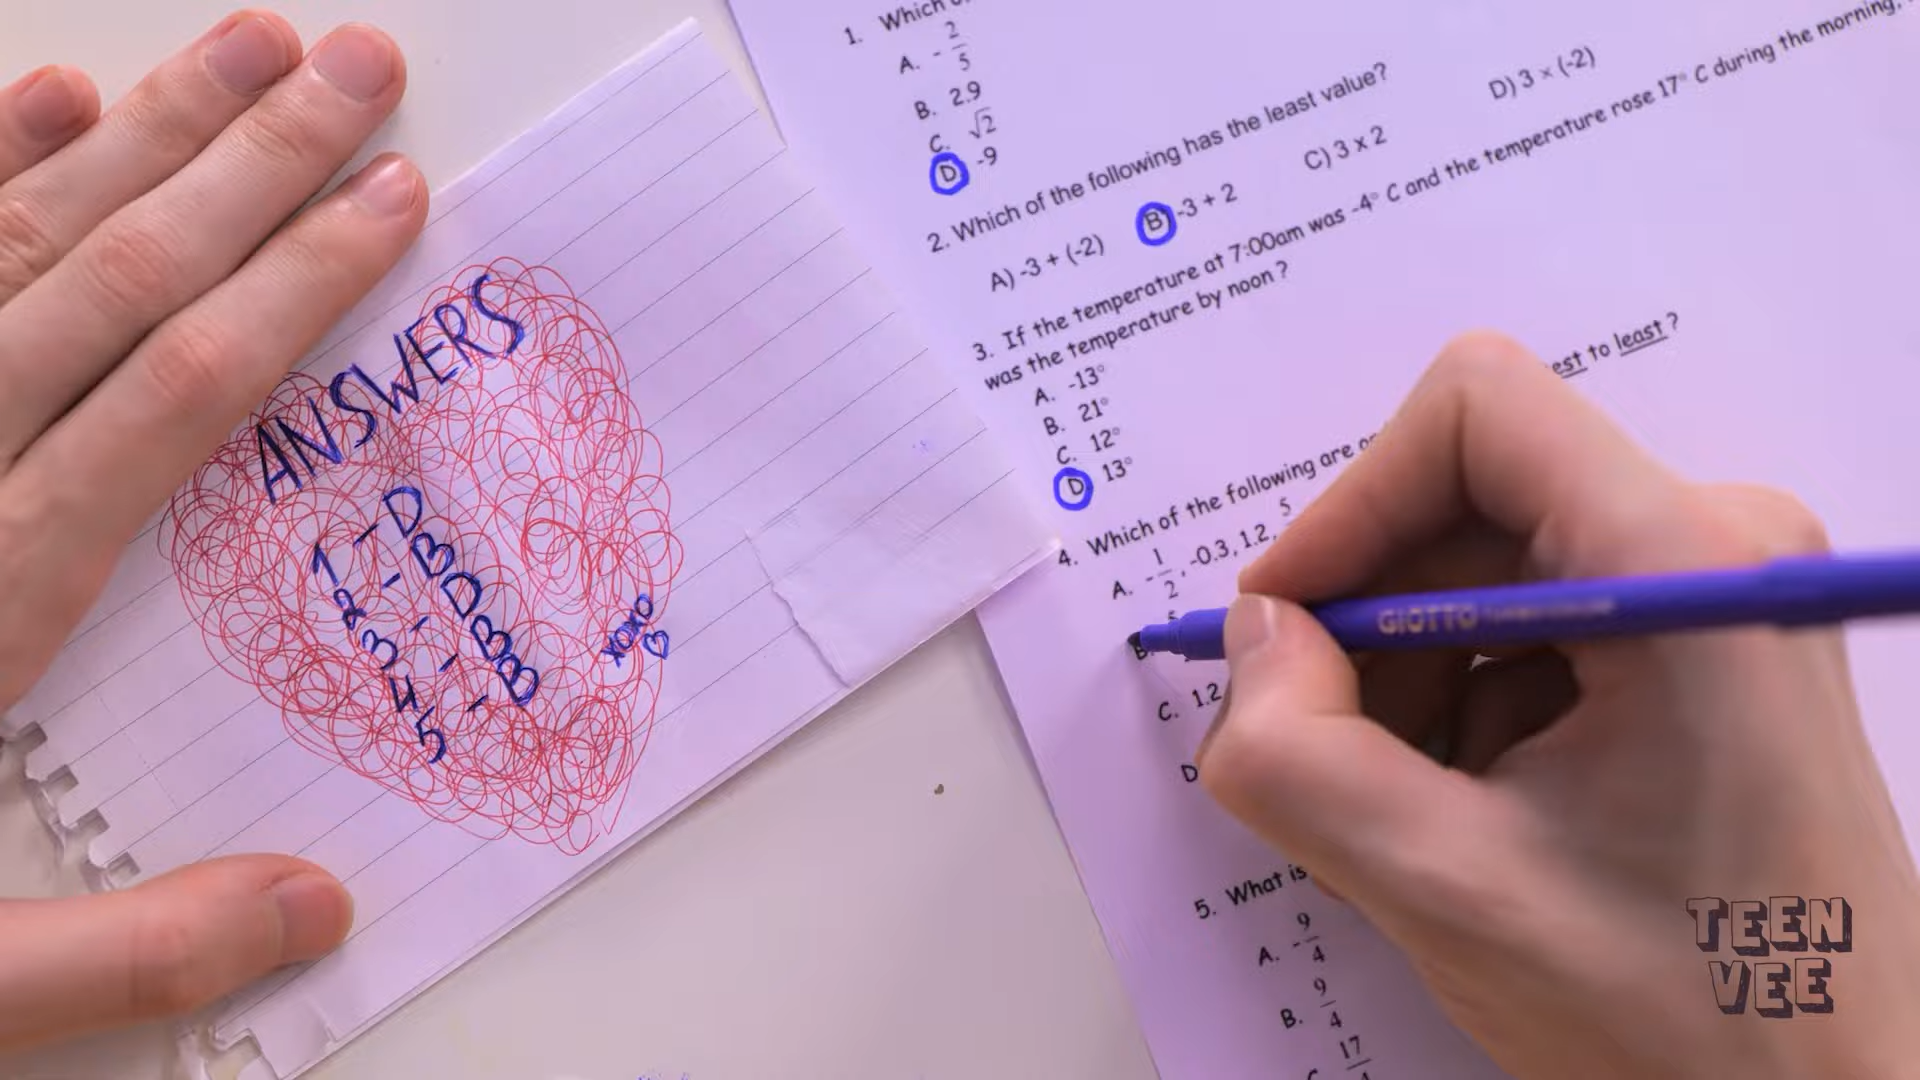 ANSWERS
1 - D
2 - B
3 - D
4 - B
5 - B
XOXO
1. Which
A. - 2/5
B. 2.9
C. √2
D. -9
2. Which of the following has the least value?
A) -3 + (-2) B) -3 + 2 C) 3 x 2 D) 3 × (-2)
3. If the temperature at 7:00am was -4° C and the temperature rose 17° C during the morning,
was the temperature by noon ?
A. -13°
B. 21°
C. 12°
D. 13°
4. Which of the following are est to least ?
A. - 1/2, -0.3, 1.2, 5
B.
C. 1.2
D
5. What is
A. - 9/4
B. 9/4
C 17
GIOTTO
TEEN
VEE